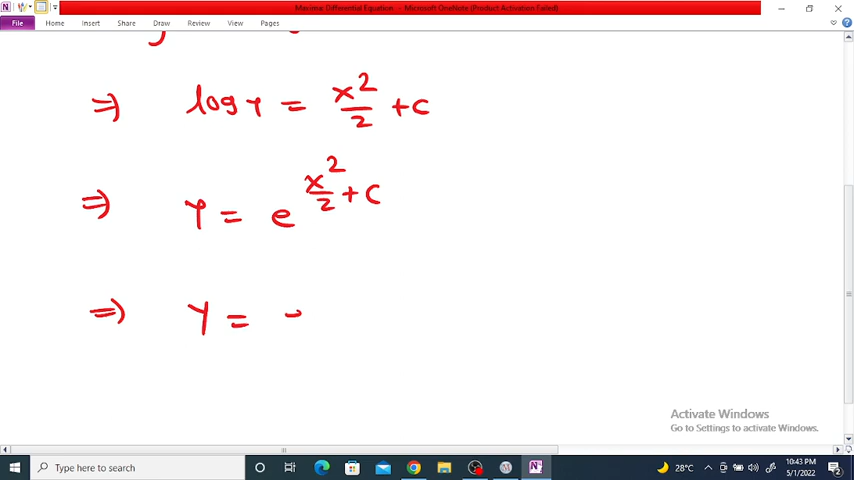 Maxima: Differential Equation - Microsoft OneNote (Product Activation Failed)
File Home Insert Share Draw Review View Pages
⇒ log y = x²/2 + c
⇒ y = e^(x²/2 + c)
⇒ y =
Activate Windows
Go to Settings to activate Windows.
Type here to search
28°C
10:43 PM
5/1/2022
2